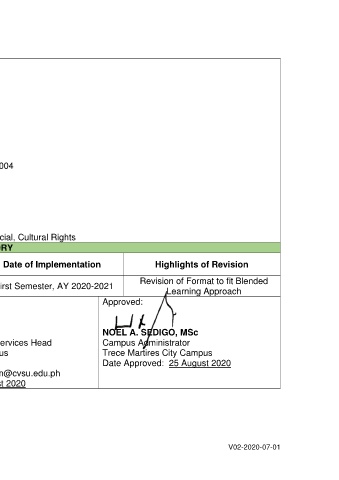 004
cial, Cultural Rights
ORY
Date of Implementation Highlights of Revision
irst Semester, AY 2020-2021 Revision of Format to fit Blended
Learning Approach
Approved:
NOEL A. SEDIGO, MSc
ervices Head Campus Administrator
us Trece Martires City Campus
Date Approved: 25 August 2020
n@cvsu.edu.ph
st 2020
V02-2020-07-01